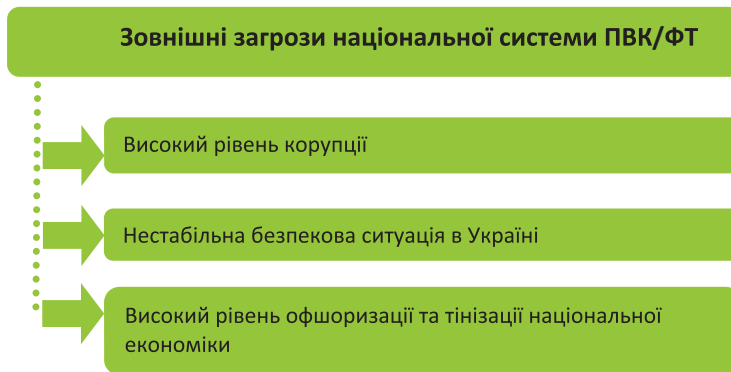 Зовнішні загрози національної системи ПВК/ФТ
Високий рівень корупції
Нестабільна безпекова ситуація в Україні
Високий рівень офшоризації та тінізації національної
економіки